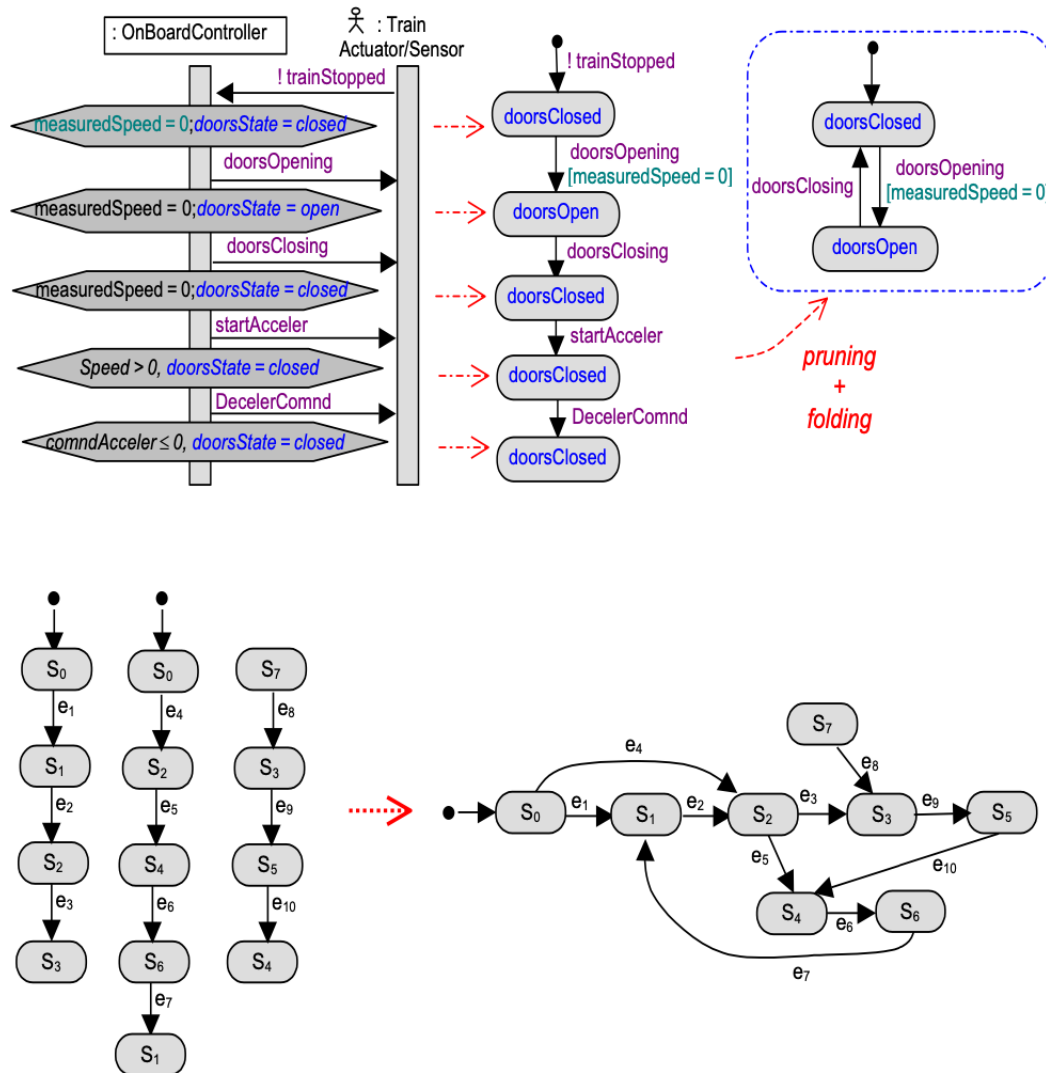 : OnBoardController
: Train
Actuator/Sensor
! trainStopped
measuredSpeed = 0;doorsState = closed
doorsOpening
measuredSpeed = 0;doorsState = open
doorsClosing
measuredSpeed = 0;doorsState = closed
startAcceler
Speed > 0, doorsState = closed
DecelerComnd
comndAcceler ≤ 0, doorsState = closed
! trainStopped
doorsClosed
doorsOpening
[measuredSpeed = 0]
doorsOpen
doorsClosing
doorsClosed
startAcceler
doorsClosed
DecelerComnd
doorsClosed
doorsClosed
doorsClosing
doorsOpening
[measuredSpeed = 0]
doorsOpen
pruning
+
folding
S0
e1
S1
e2
S2
e3
S3
S0
e4
S2
e5
S4
e6
S6
e7
S1
S7
e8
S3
e9
S5
e10
S4
S7
e4
e8
S0
e1
S1
e2
S2
e3
S3
e9
S5
e5
e10
S4
e6
S6
e7